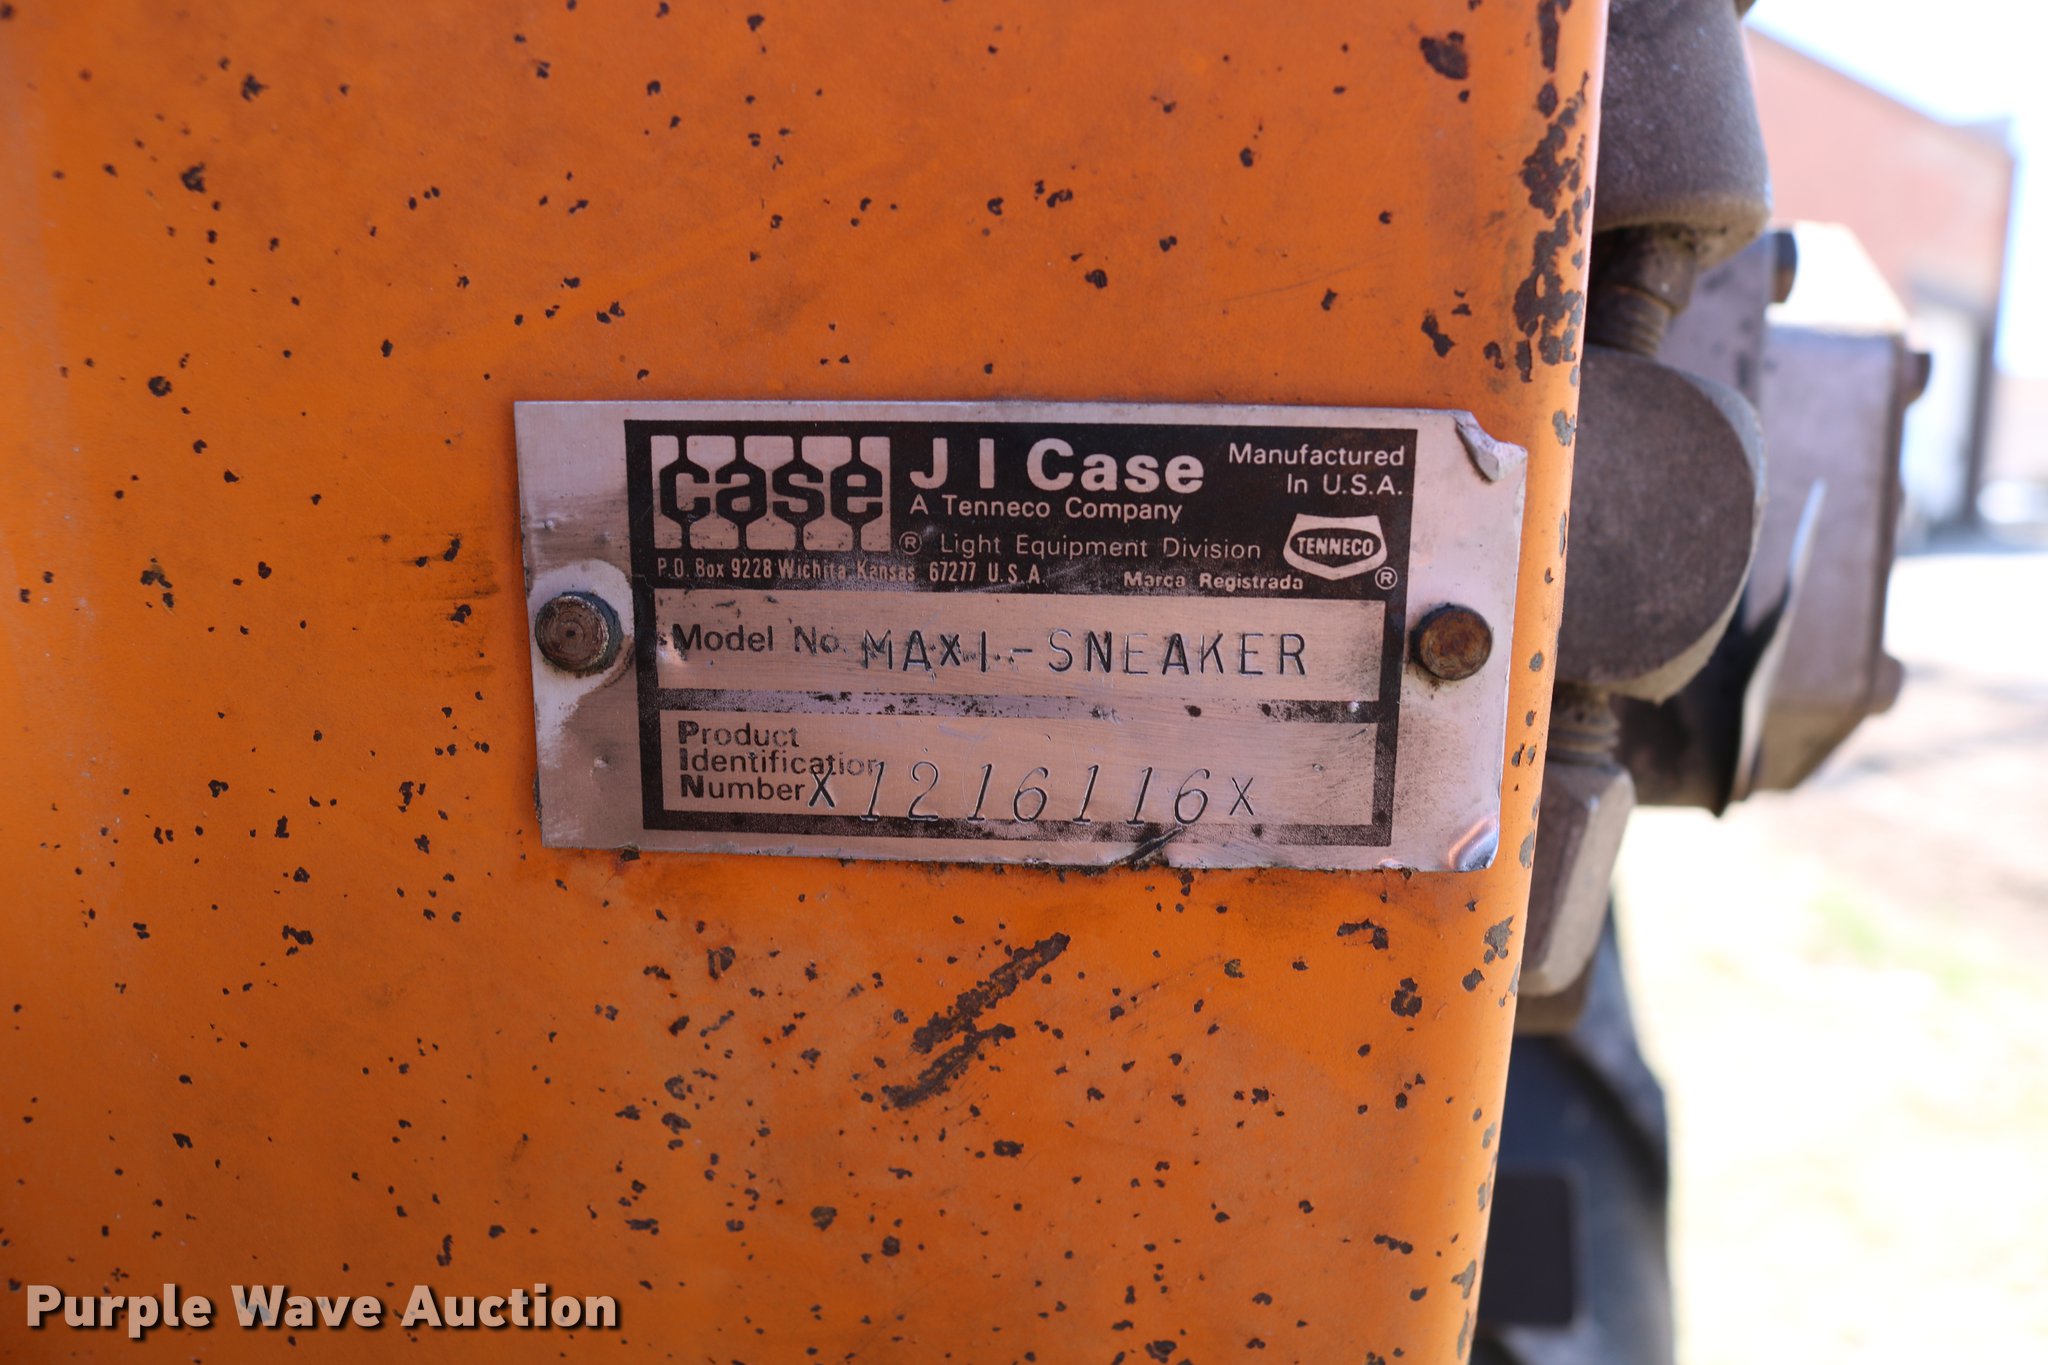 case
J I Case
A Tenneco Company
® Light Equipment Division
Manufactured
In U.S.A.
TENNECO
®
P.O. Box 9228 Wichita Kansas 67277 U.S.A.
Marca Registrada
Model No. MAXI-SNEAKER
Product
Identification
Number X1216116X
Purple Wave Auction